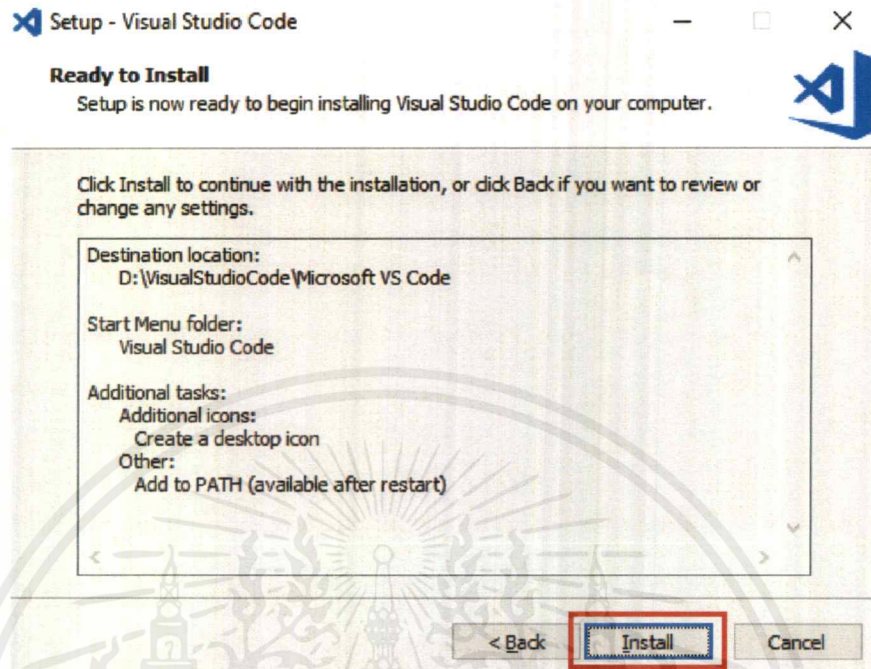 Setup - Visual Studio Code
Ready to Install
Setup is now ready to begin installing Visual Studio Code on your computer.
Click Install to continue with the installation, or click Back if you want to review or
change any settings.
Destination location:
D:\VisualStudioCode\Microsoft VS Code
Start Menu folder:
Visual Studio Code
Additional tasks:
Additional icons:
Create a desktop icon
Other:
Add to PATH (available after restart)
< Back Install Cancel